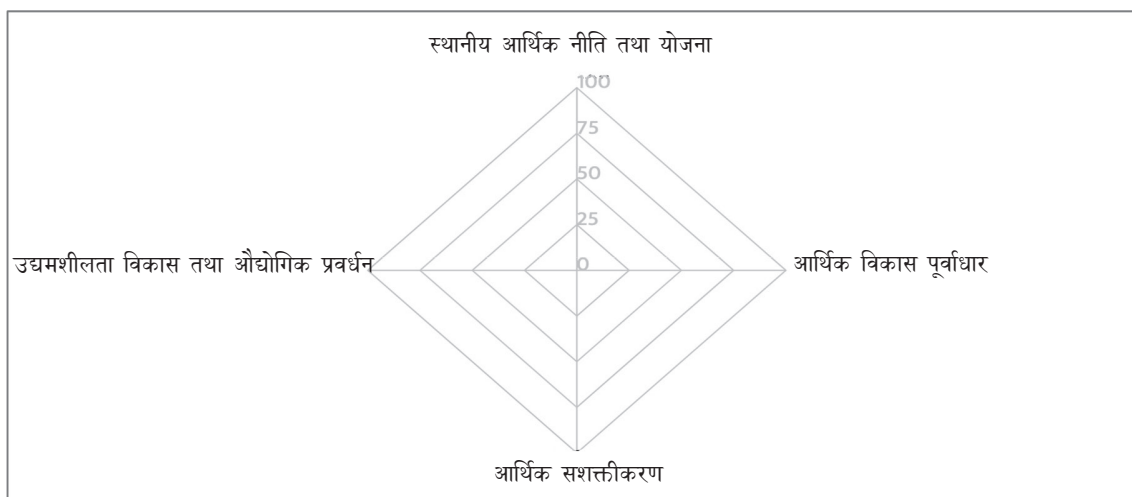 स्थानीय आर्थिक नीति तथा योजना
100
75
50
25
0
उद्यमशीलता विकास तथा औद्योगिक प्रवर्धन
आर्थिक विकास पूर्वाधार
आर्थिक सशक्तीकरण